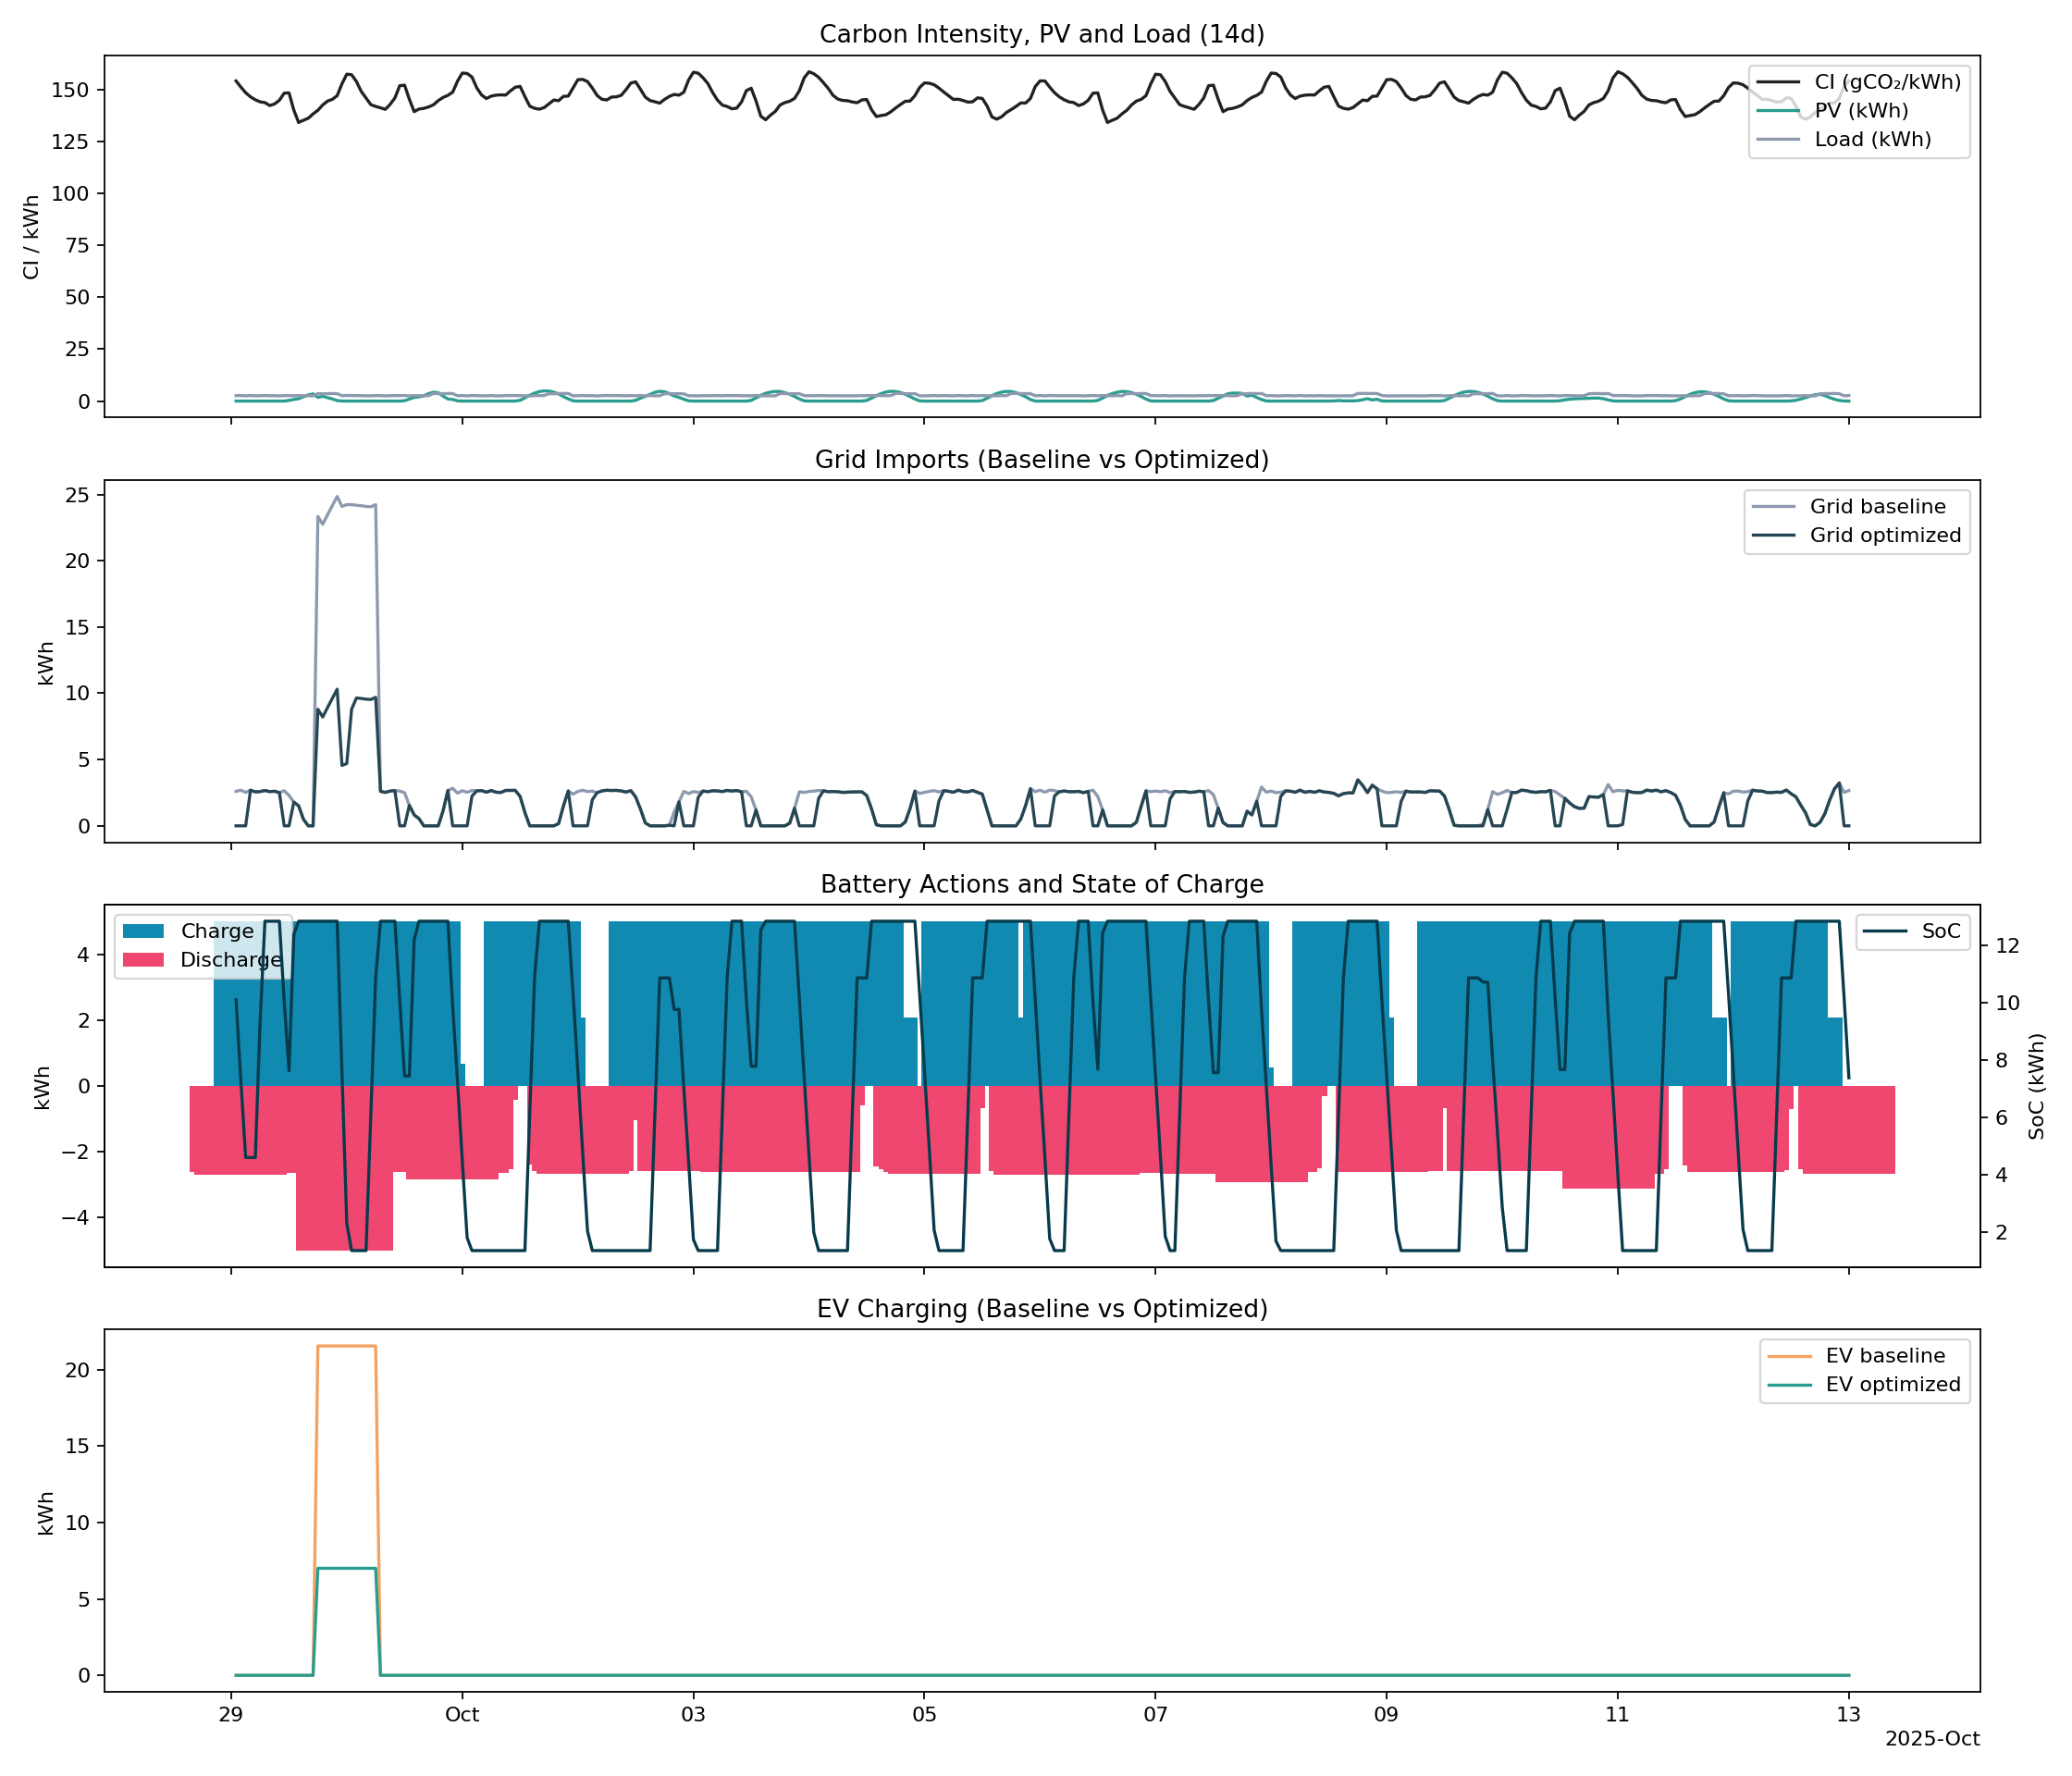 Carbon Intensity, PV and Load (14d)
150
125
100
75
50
25
0
CI / kWh
CI (gCO₂/kWh)
PV (kWh)
Load (kWh)
Grid Imports (Baseline vs Optimized)
25
20
15
10
5
0
kWh
Grid baseline
Grid optimized
Battery Actions and State of Charge
4
2
0
−2
−4
kWh
Charge
Discharge
SoC
12
10
8
6
4
2
SoC (kWh)
EV Charging (Baseline vs Optimized)
20
15
10
5
0
kWh
EV baseline
EV optimized
29
Oct
03
05
07
09
11
13
2025-Oct